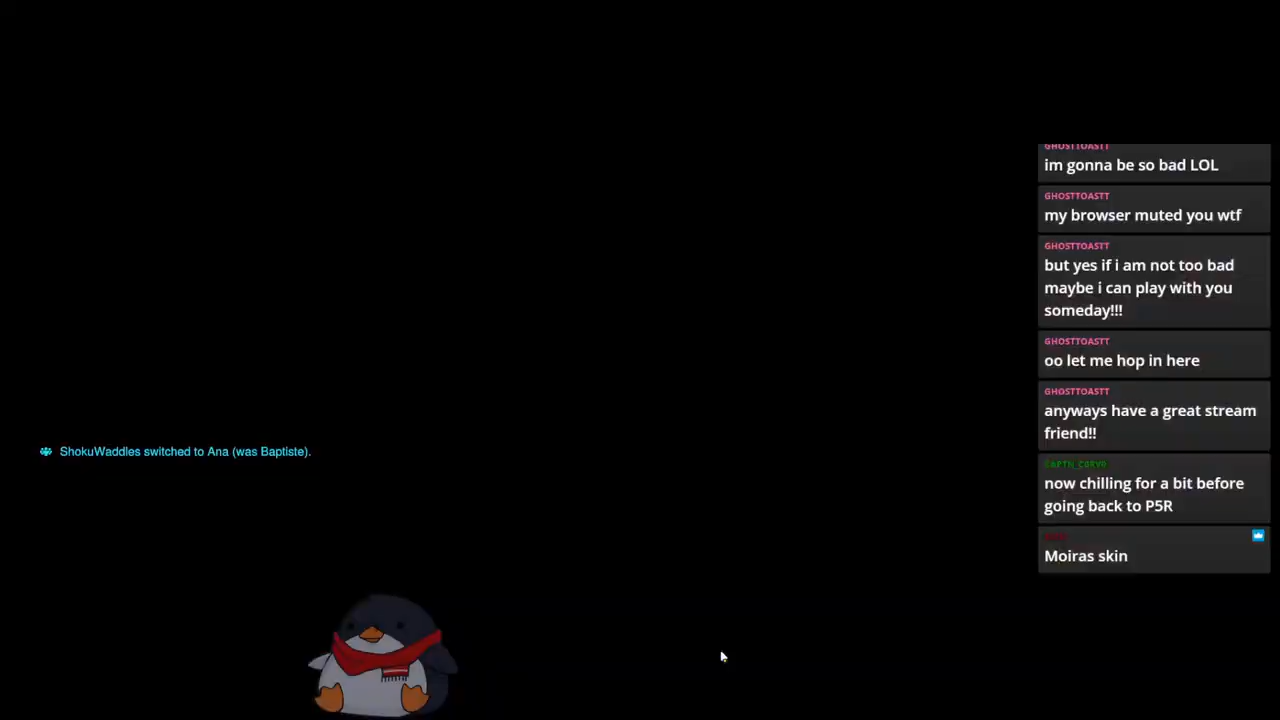 GHOSTTOASTT
im gonna be so bad LOL
GHOSTTOASTT
my browser muted you wtf
GHOSTTOASTT
but yes if i am not too bad
maybe i can play with you
someday!!!
GHOSTTOASTT
oo let me hop in here
GHOSTTOASTT
anyways have a great stream
friend!!
ShokuWaddles switched to Ana (was Baptiste).
CAPTN_CORVO
now chilling for a bit before
going back to P5R
Moiras skin